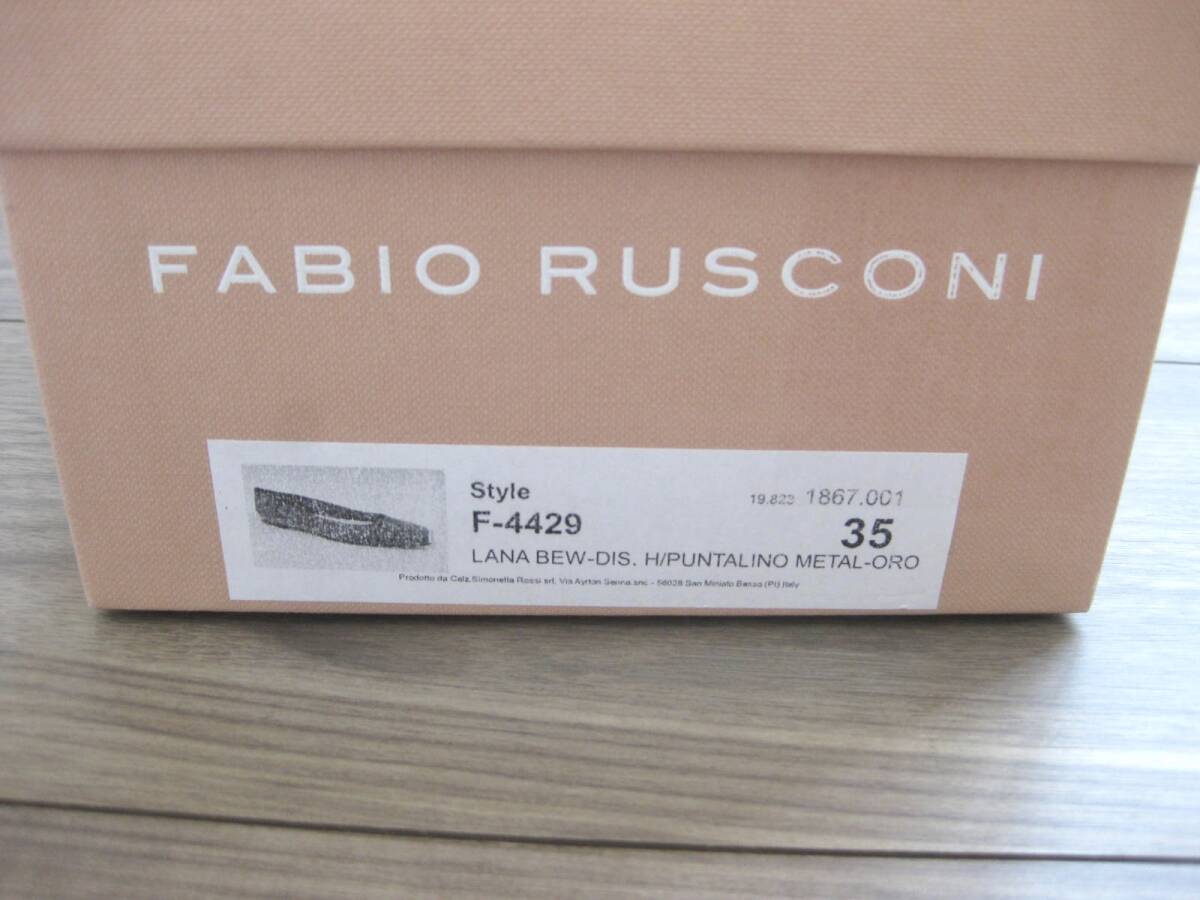 FABIO RUSCONI
Style
19.823 1867.001
F-4429
35
LANA BEW-DIS. H/PUNTALINO METAL-ORO
Prodotto da Calz.Simonetta Rossi srl. Via Ayrton Senna snc - 56028 San Miniato Basso (PI) Italy